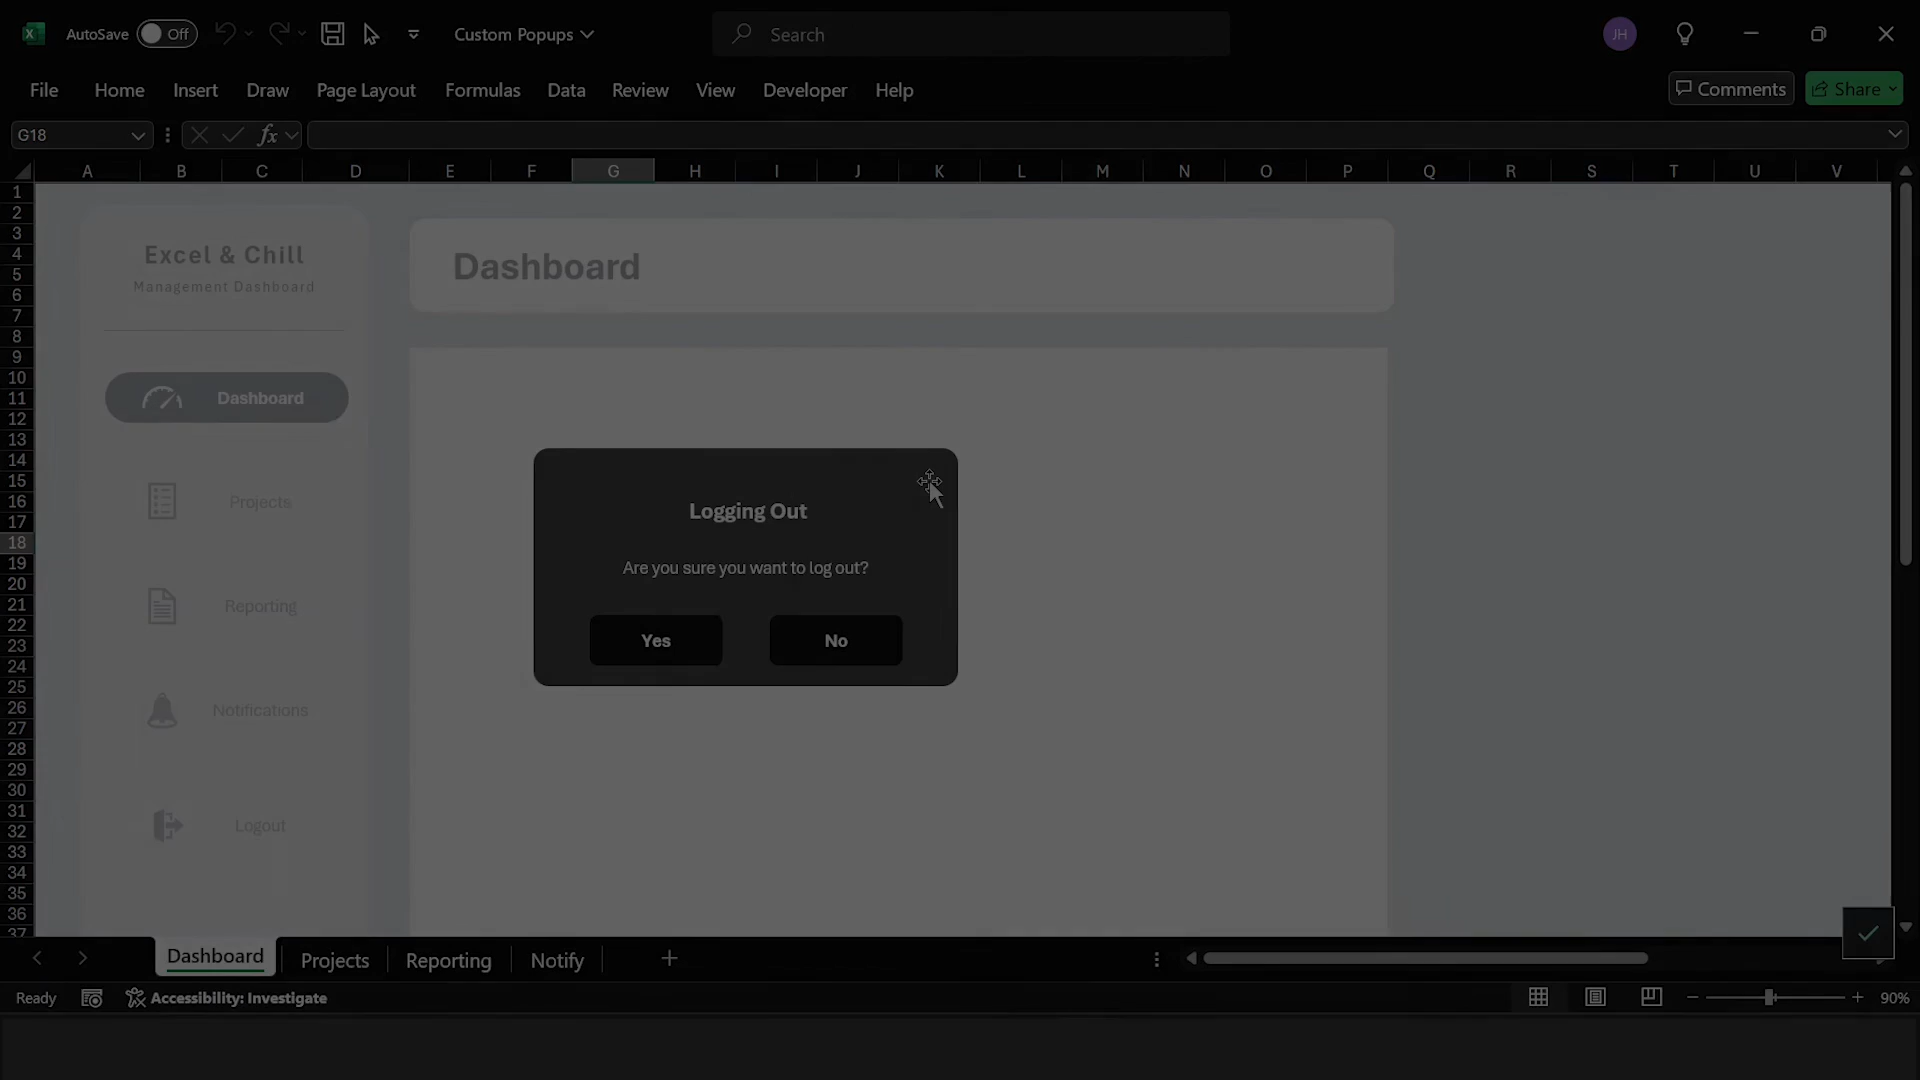 AutoSave Off Custom Popups Search JH
File Home Insert Draw Page Layout Formulas Data Review View Developer Help Comments Share
G18 fx
A B C D E F G H I J K L M N O P Q R S T U V
1
2
3
4
5
6
7
8
9
10
11
12
13
14
15
16
17
18
19
20
21
22
23
24
25
26
27
28
29
30
31
32
33
34
35
36
37
Excel & Chill
Management Dashboard
Dashboard
Projects
Reporting
Notifications
Logout
Dashboard
Logging Out
Are you sure you want to log out?
Yes No
Dashboard Projects Reporting Notify
Ready Accessibility: Investigate 90%